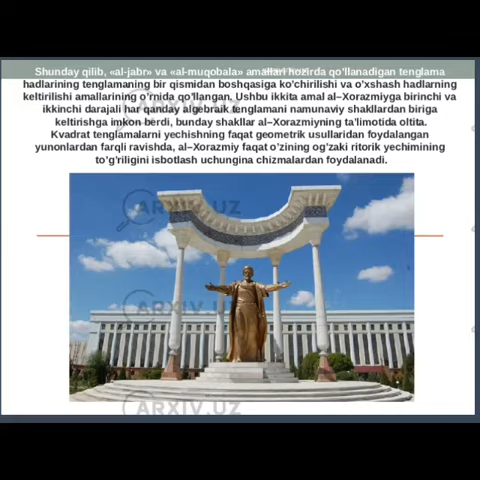 Shunday qilib, «al-jabr» va «al-muqobala» amallari hozirda qo'llanadigan tenglama
hadlarining tenglamaning bir qismidan boshqasiga ko'chirilishi va o'xshash hadlarning
keltirilishi amallarining o'rnida qo'llangan. Ushbu ikkita amal al–Xorazmiyga birinchi va
ikkinchi darajali har qanday algebraik tenglamani namunaviy shakllardan biriga
keltirishga imkon berdi, bunday shakllar al–Xorazmiyning ta'limotida oltita.
Kvadrat tenglamalarni yechishning faqat geometrik usullaridan foydalangan
yunonlardan farqli ravishda, al–Xorazmiy faqat o'zining og'zaki ritorik yechimining
to'g'riligini isbotlash uchungina chizmalardan foydalanadi.
ARXIV.UZ
ARXIV.UZ
ARXIV.UZ
ARXIV.UZ